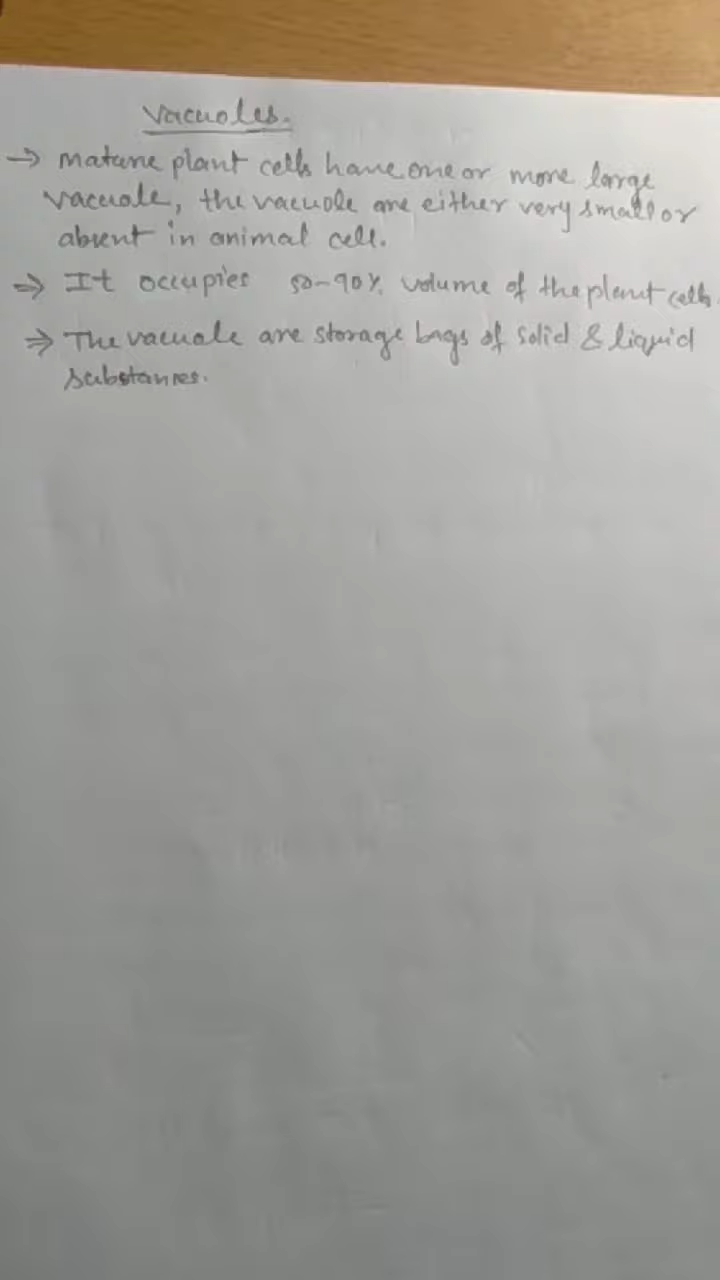 Vacuoles.
→ mature plant cells have one or more large
vacuole, the vacuole are either very small or
absent in animal cell.
⇒ It occupies 50-90% volume of the plant cells.
⇒ The vacuole are storage bags of solid & liquid
substances.